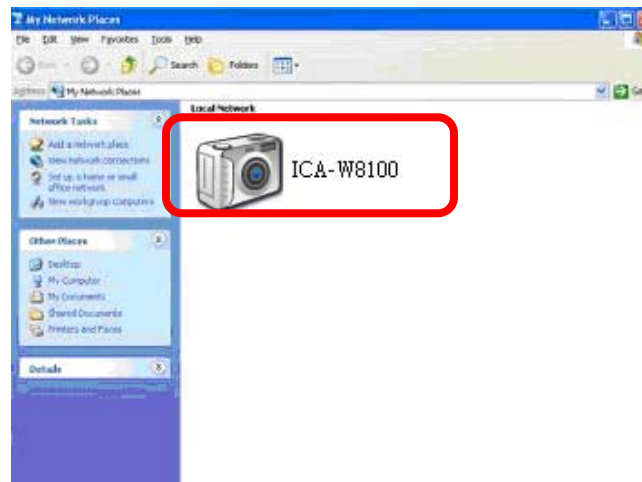 My Network Places
File Edit View Favorites Tools Help
Search Folders
Address My Network Places
Local Network
Network Tasks
Add a network place
View network connections
Set up a home or small
office network
View workgroup computers
ICA-W8100
Other Places
Desktop
My Computer
My Documents
Shared Documents
Printers and Faxes
Details